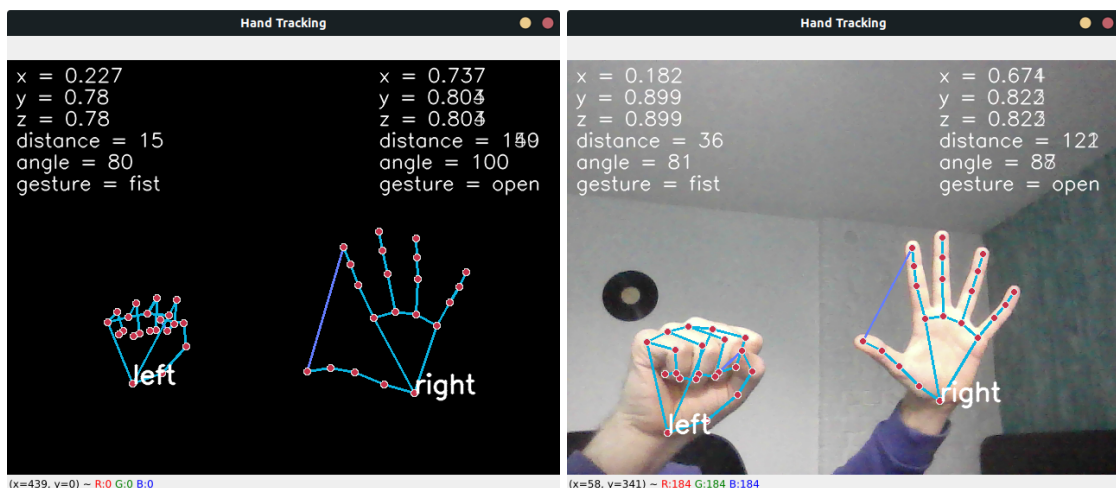 Hand Tracking
x = 0.227
y = 0.78
z = 0.78
distance = 15
angle = 80
gesture = fist
x = 0.737
angle = 100
gesture = open
left
right
(x=439, y=0) ~ R:0 G:0 B:0
Hand Tracking
x = 0.182
y = 0.899
z = 0.899
distance = 36
angle = 81
gesture = fist
x =
y =
z =
distance =
angle =
gesture = open
left
right
(x=58, y=341) ~ R:184 G:184 B:184